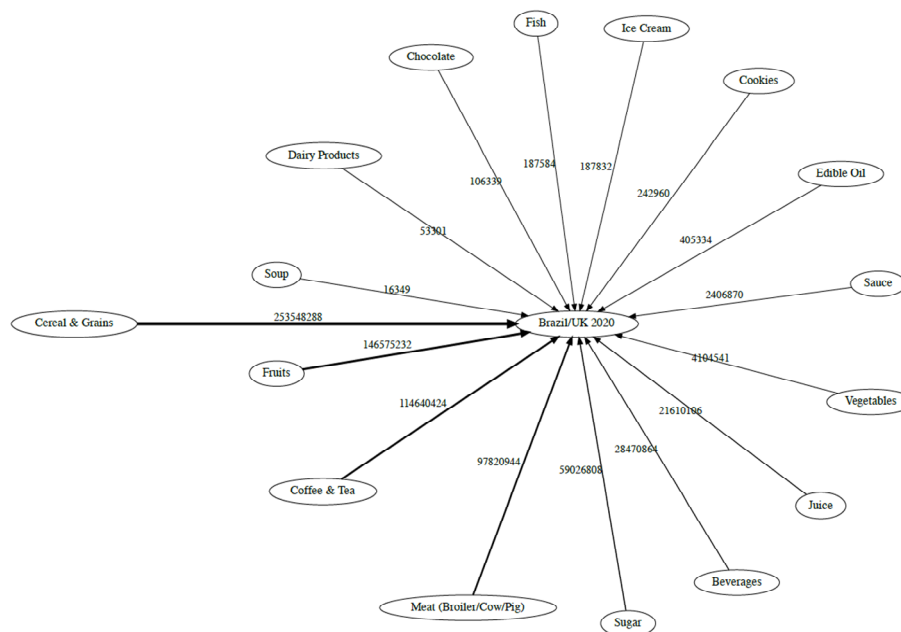 Fish
Ice Cream
Chocolate
Cookies
Dairy Products
187584
187832
106339
242960
Edible Oil
53301
405334
Soup
16349
2406870
Sauce
Cereal & Grains
253548288
Brazil/UK 2020
Fruits
146575232
4104541
Vegetables
114640424
21610106
97820944
59026808
28470864
Coffee & Tea
Juice
Beverages
Meat (Broiler/Cow/Pig)
Sugar